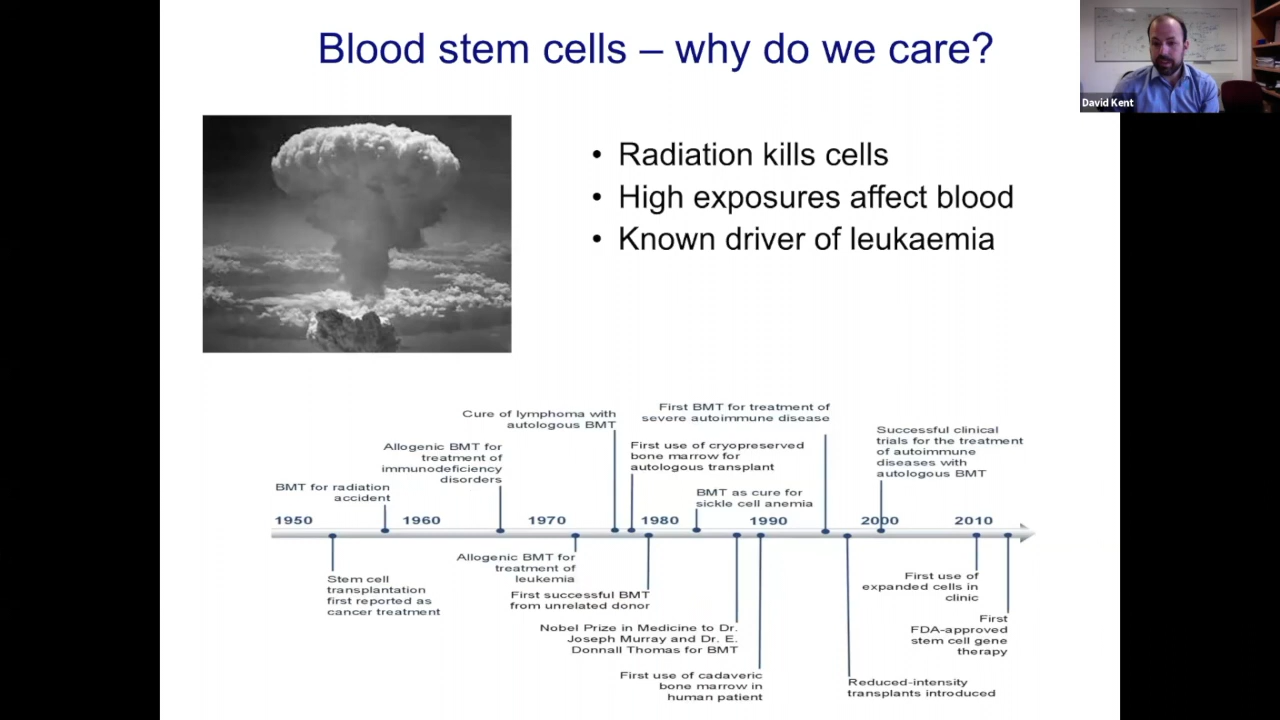 Blood stem cells – why do we care?
David Kent
• Radiation kills cells
• High exposures affect blood
• Known driver of leukaemia
Cure of lymphoma with
autologous BMT
First BMT for treatment of
severe autoimmune disease
Allogenic BMT for
treatment of
immunodeficiency
disorders
First use of cryopreserved
bone marrow for
autologous transplant
Successful clinical
trials for the treatment
of autoimmune
diseases with
autologous BMT
BMT for radiation
accident
BMT as cure for
sickle cell anemia
1950 1960 1970 1980 1990 2000 2010
Stem cell
transplantation
first reported as
cancer treatment
Allogenic BMT for
treatment of
leukemia
First successful BMT
from unrelated donor
Nobel Prize in Medicine to Dr.
Joseph Murray and Dr. E.
Donnall Thomas for BMT
First use of cadaveric
bone marrow in
human patient
Reduced-intensity
transplants introduced
First use of
expanded cells in
clinic
First
FDA-approved
stem cell gene
therapy